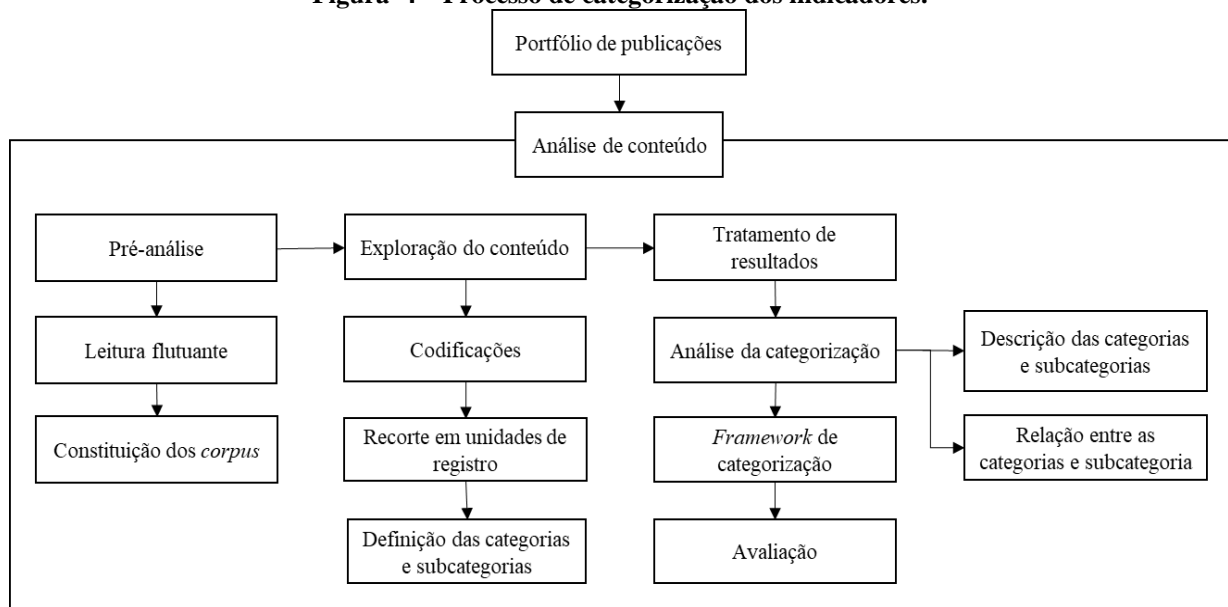 Figura 4 – Processo de categorização dos indicadores.
Portfólio de publicações
Análise de conteúdo
Pré-análise
Leitura flutuante
Constituição dos corpus
Exploração do conteúdo
Codificações
Recorte em unidades de
registro
Definição das categorias
e subcategorias
Tratamento de
resultados
Análise da categorização
Framework de
categorização
Avaliação
Descrição das categorias
e subcategorias
Relação entre as
categorias e subcategoria